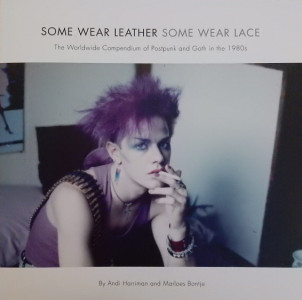 SOME WEAR LEATHER SOME WEAR LACE
The Worldwide Compendium of Postpunk and Goth in the 1980s
By Andi Harriman and Marloes Bontje